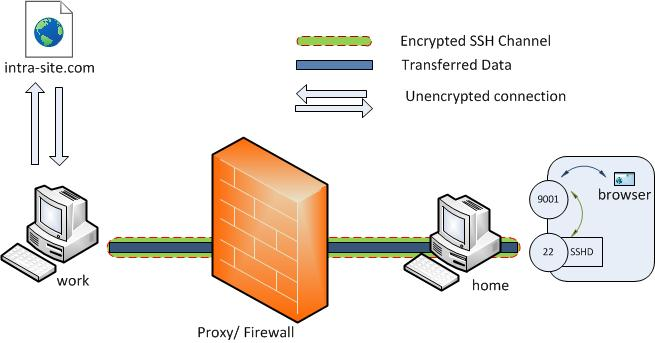 intra-site.com
Encrypted SSH Channel
Transferred Data
Unencrypted connection
work
Proxy/ Firewall
home
9001
browser
22
SSHD